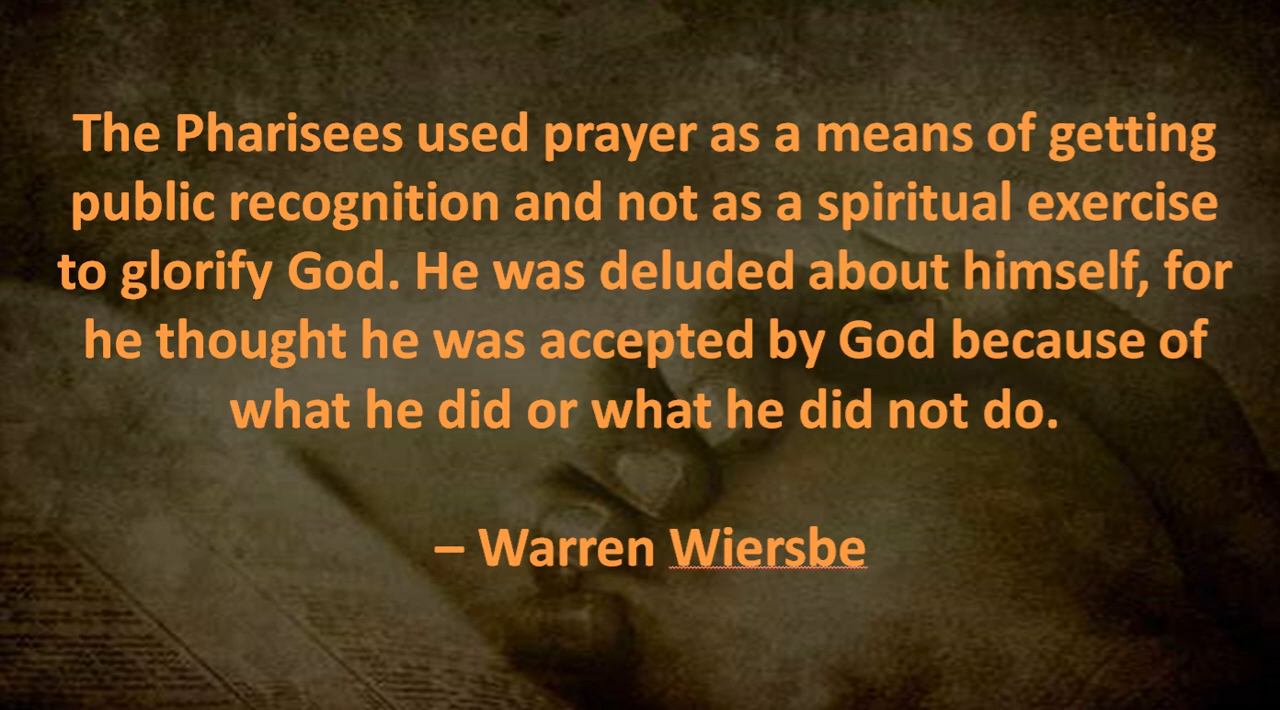 The Pharisees used prayer as a means of getting
public recognition and not as a spiritual exercise
to glorify God. He was deluded about himself, for
he thought he was accepted by God because of
what he did or what he did not do.
– Warren Wiersbe